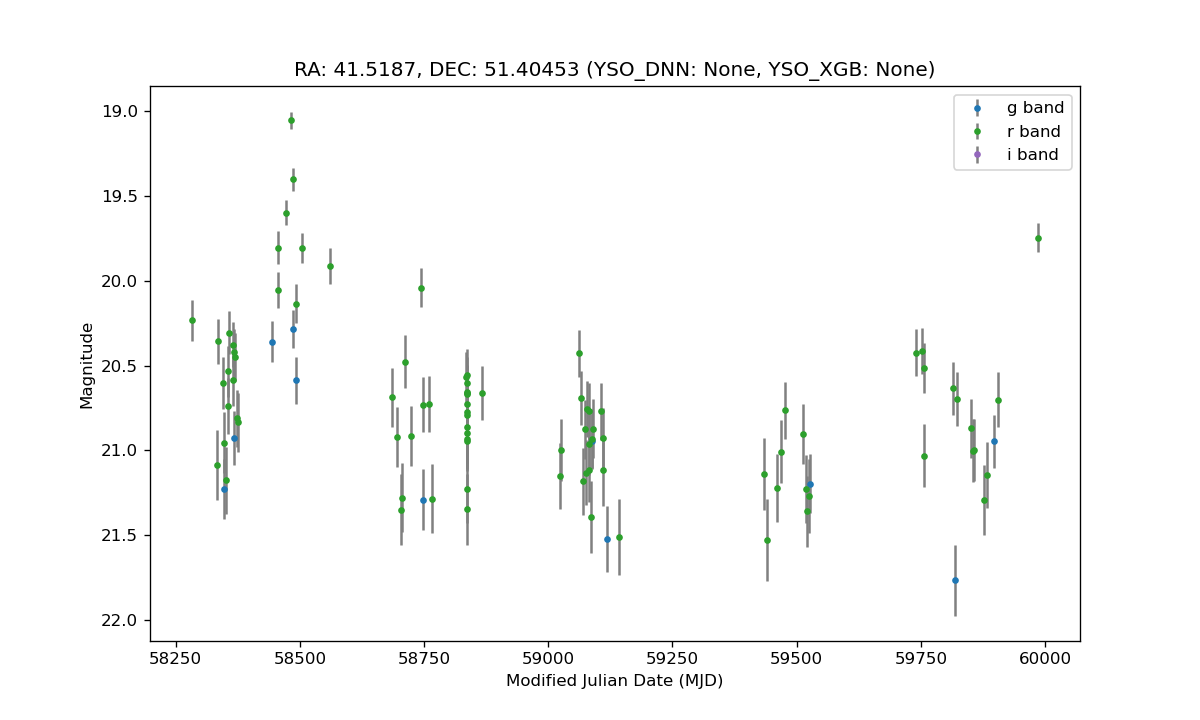 RA: 41.5187, DEC: 51.40453 (YSO_DNN: None, YSO_XGB: None)
g band
r band
i band
19.0
19.5
20.0
20.5
21.0
21.5
22.0
Magnitude
58250 58500 58750 59000 59250 59500 59750 60000
Modified Julian Date (MJD)